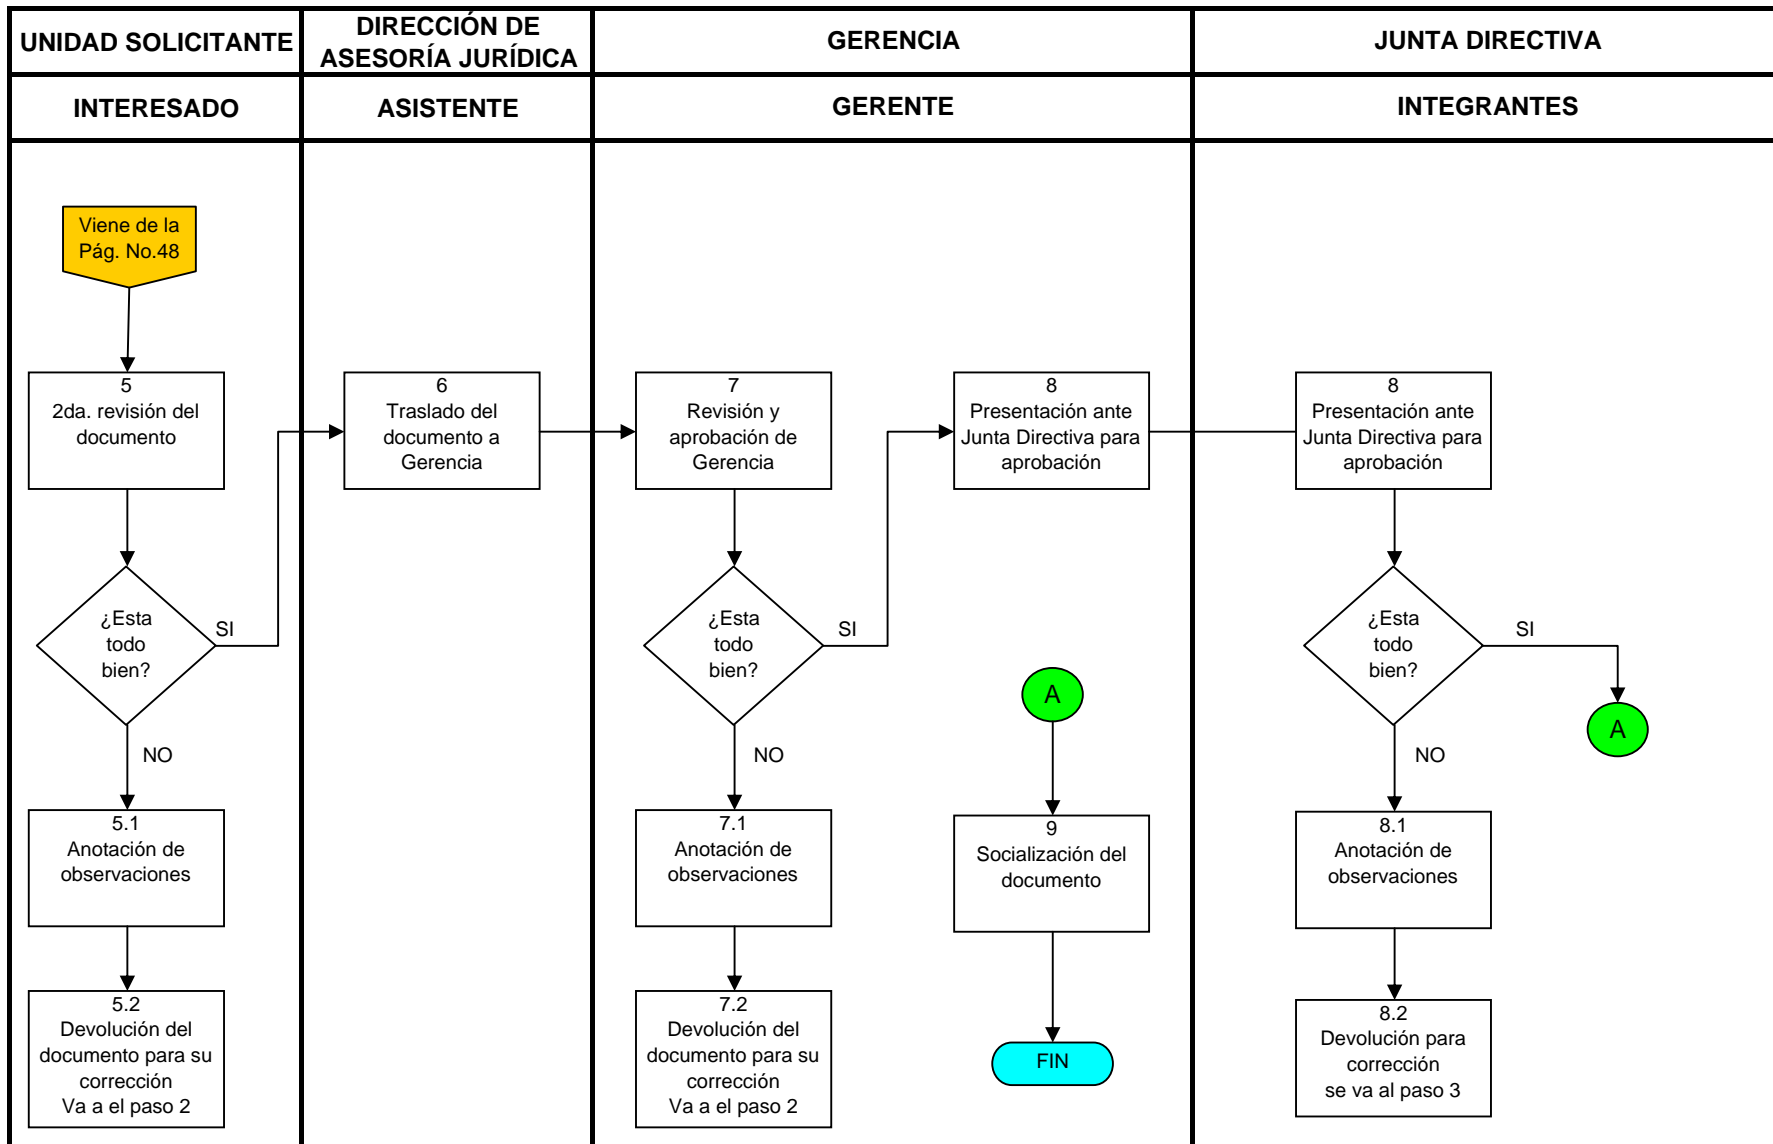 UNIDAD SOLICITANTE
DIRECCIÓN DE
ASESORÍA JURÍDICA
GERENCIA
JUNTA DIRECTIVA
INTERESADO
ASISTENTE
GERENTE
INTEGRANTES
Viene de la
Pág. No.48
5
2da. revisión del
documento
6
Traslado del
documento a
Gerencia
7
Revisión y
aprobación de
Gerencia
8
Presentación ante
Junta Directiva para
aprobación
8
Presentación ante
Junta Directiva para
aprobación
¿Esta
todo
bien?
SI
NO
¿Esta
todo
bien?
SI
NO
A
¿Esta
todo
bien?
SI
NO
A
5.1
Anotación de
observaciones
7.1
Anotación de
observaciones
9
Socialización del
documento
8.1
Anotación de
observaciones
5.2
Devolución del
documento para su
corrección
Va a el paso 2
7.2
Devolución del
documento para su
corrección
Va a el paso 2
FIN
8.2
Devolución para
corrección
se va al paso 3